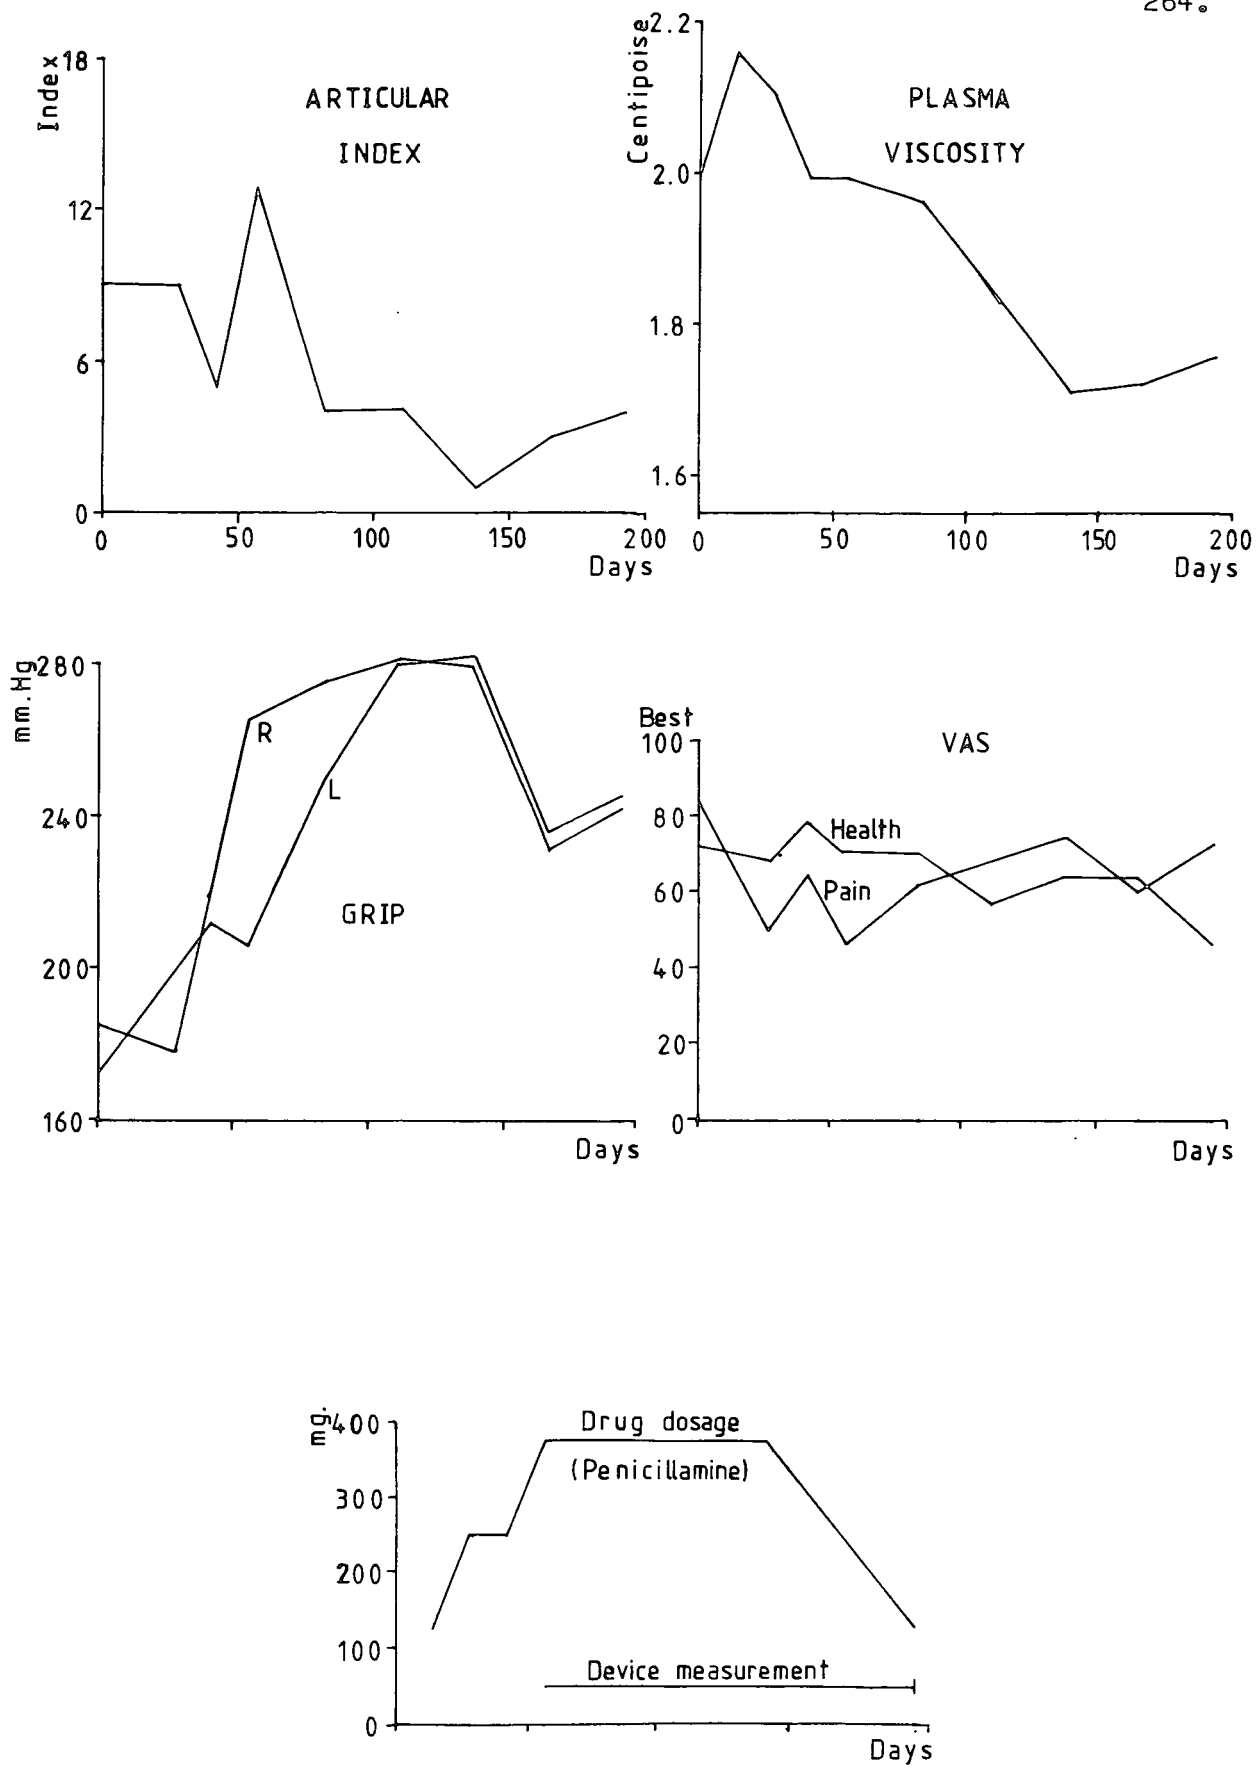 264.
Index
18
12
6
0
ARTICULAR
INDEX
0 50 100 150 200
Days
Centipoise
2.2
2.0
1.8
1.6
PLASMA
VISCOSITY
0 50 100 150 200
Days
mm.Hg
280
240
200
160
R
L
GRIP
Days
Best
100
80
60
40
20
0
VAS
Health
Pain
Days
mg.
400
300
200
100
0
Drug dosage
(Penicillamine)
Device measurement
Days